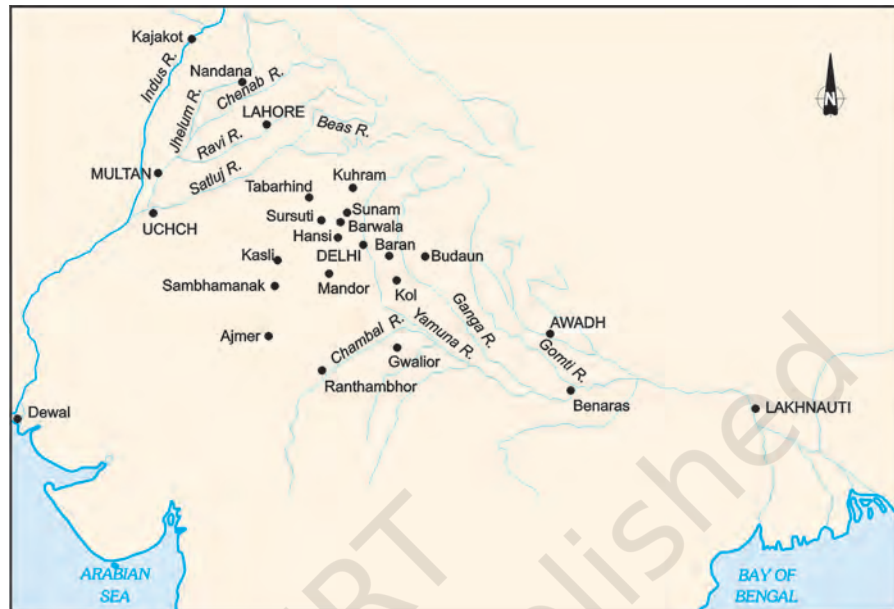 Kajakot
Indus R.
Nandana
Jhelum R.
Chenab R.
LAHORE
Beas R.
Ravi R.
MULTAN
Satluj R.
Kuhram
Tabarhind
UCHCH
Sursuti
Sunam
Barwala
Hansi
Baran
Kasli
DELHI
Budaun
Sambhamanak
Mandor
Kol
Ajmer
Chambal R.
Yamuna R.
Ganga R.
AWADH
Gomti R.
Gwalior
Ranthambhor
Benaras
Dewal
LAKHNAUTI
ARABIAN
SEA
BAY OF
BENGAL
N